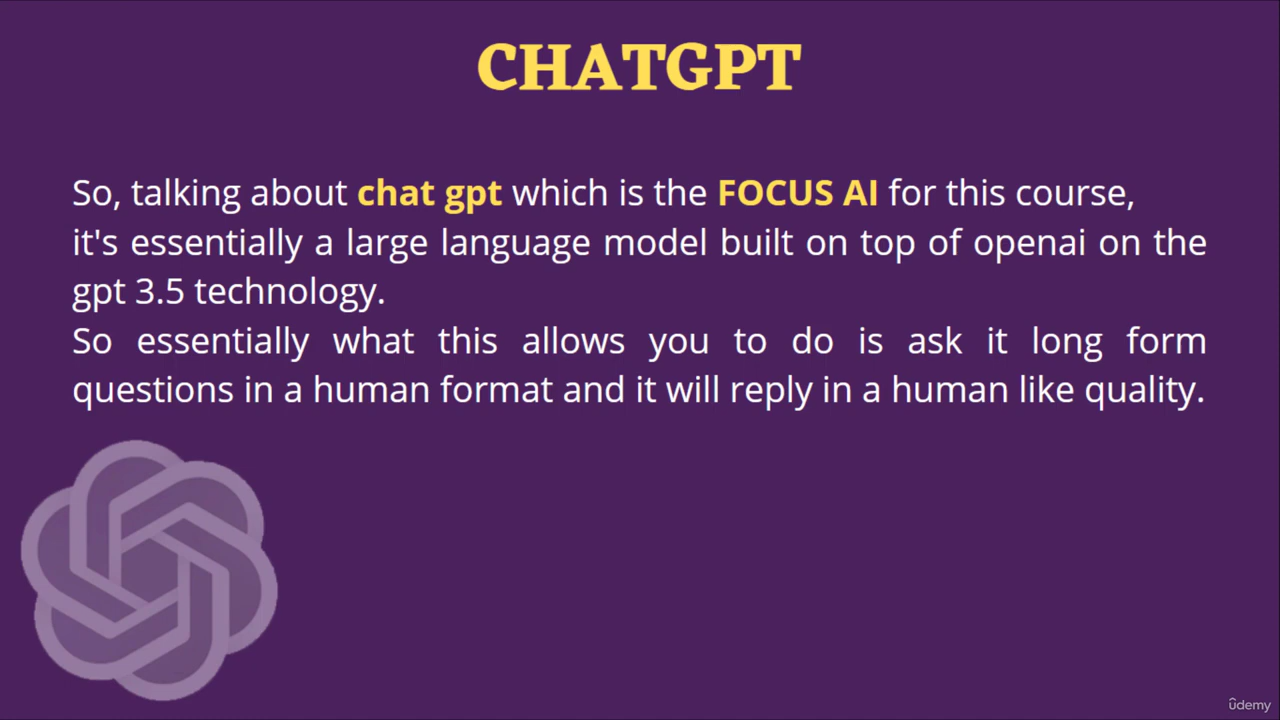 CHATGPT
So, talking about chat gpt which is the FOCUS AI for this course,
it's essentially a large language model built on top of openai on the
gpt 3.5 technology.
So essentially what this allows you to do is ask it long form
questions in a human format and it will reply in a human like quality.
udemy